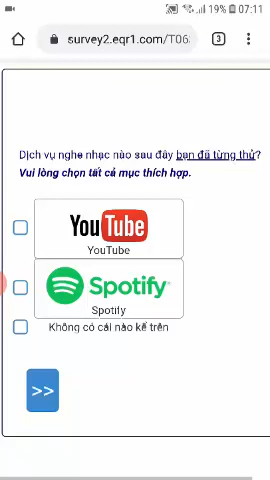 19% 07:11
survey2.eqr1.com/T06
3
Dịch vụ nghe nhạc nào sau đây bạn đã từng thử?
Vui lòng chọn tất cả mục thích hợp.
YouTube
YouTube
Spotify
Spotify
Không có cái nào kể trên
>>